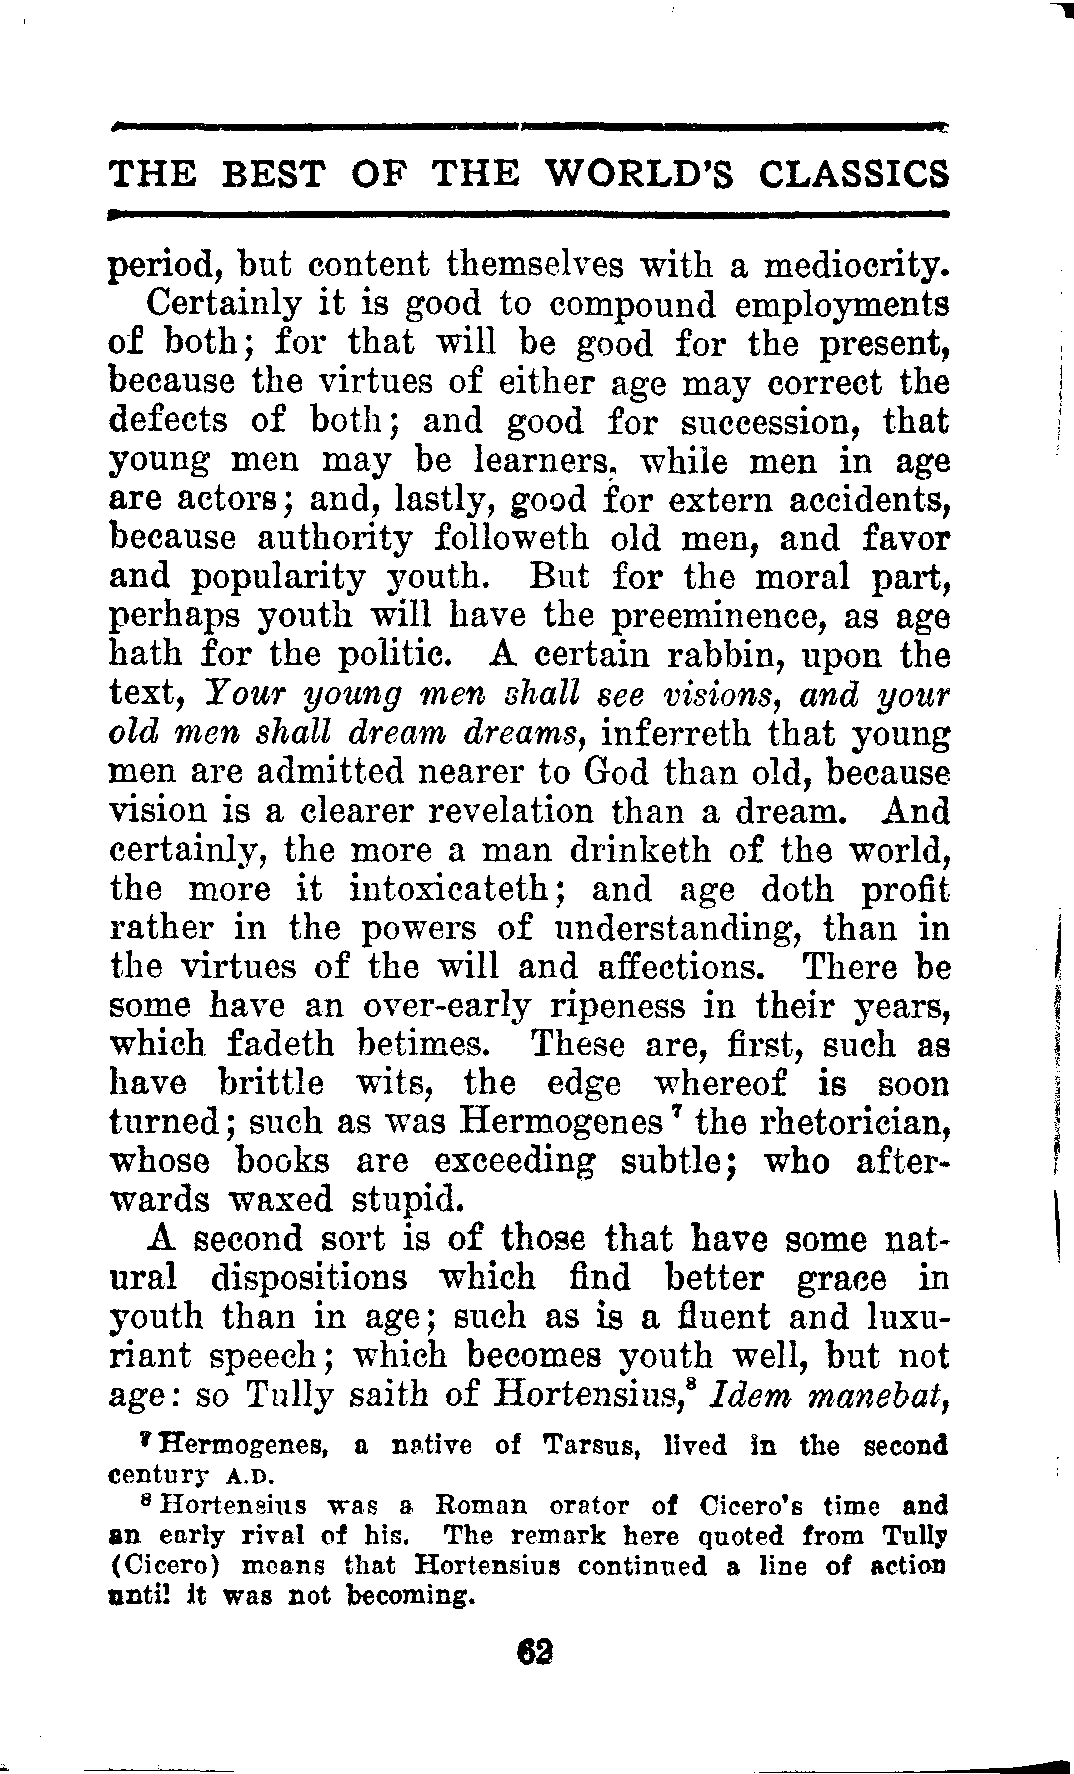 THE BEST OF THE WORLD'S CLASSICS
period, but content themselves with a mediocrity.
Certainly it is good to compound employments
of both; for that will be good for the present,
because the virtues of either age may correct the
defects of both; and good for succession, that
young men may be learners, while men in age
are actors; and, lastly, good for extern accidents,
because authority followeth old men, and favor
and popularity youth. But for the moral part,
perhaps youth will have the preeminence, as age
hath for the politic. A certain rabbin, upon the
text, Your young men shall see visions, and your
old men shall dream dreams, inferreth that young
men are admitted nearer to God than old, because
vision is a clearer revelation than a dream. And
certainly, the more a man drinketh of the world,
the more it intoxicateth; and age doth profit
rather in the powers of understanding, than in
the virtues of the will and affections. There be
some have an over-early ripeness in their years,
which fadeth betimes. These are, first, such as
have brittle wits, the edge whereof is soon
turned; such as was Hermogenes⁷ the rhetorician,
whose books are exceeding subtle; who after-
wards waxed stupid.
A second sort is of those that have some nat-
ural dispositions which find better grace in
youth than in age; such as is a fluent and luxu-
riant speech; which becomes youth well, but not
age: so Tully saith of Hortensius,⁸ Idem manebat,
⁷ Hermogenes, a native of Tarsus, lived in the second
century A.D.
⁸ Hortensius was a Roman orator of Cicero's time and
an early rival of his. The remark here quoted from Tully
(Cicero) means that Hortensius continued a line of action
until it was not becoming.
62